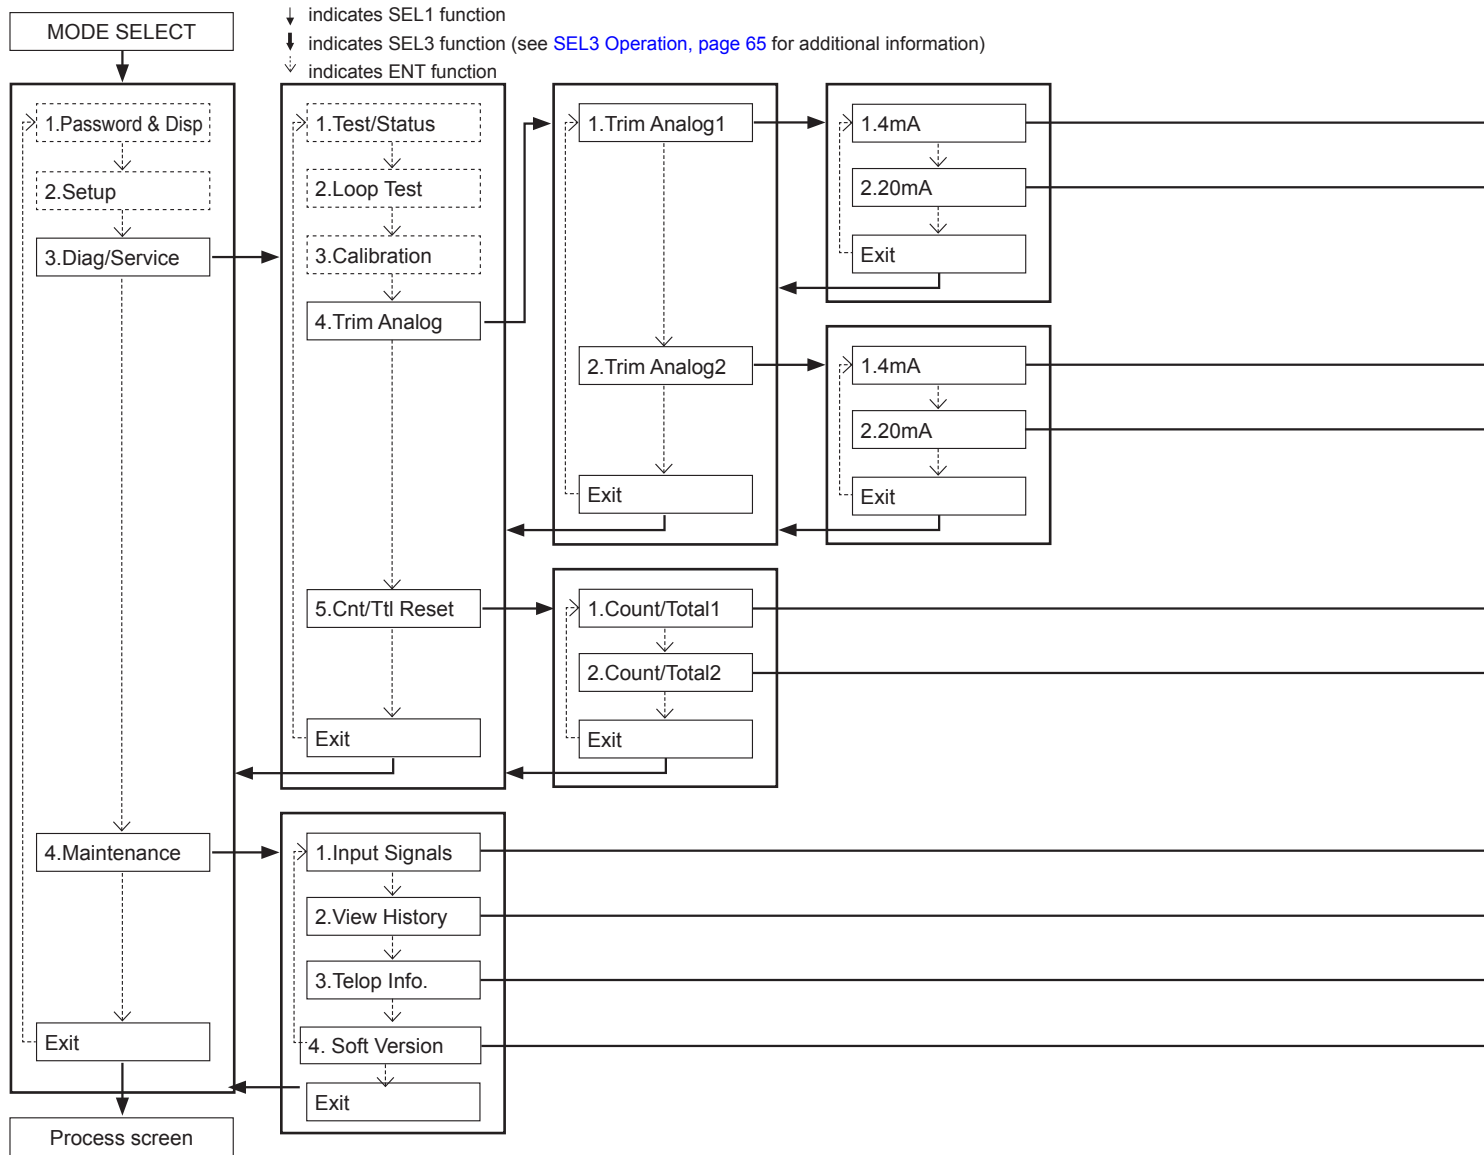 MODE SELECT
indicates SEL1 function
indicates SEL3 function (see SEL3 Operation, page 65 for additional information)
indicates ENT function
1.Password & Disp
2.Setup
3.Diag/Service
4.Maintenance
Exit
Process screen
1.Test/Status
2.Loop Test
3.Calibration
4.Trim Analog
5.Cnt/Ttl Reset
Exit
1.Trim Analog1
2.Trim Analog2
Exit
1.4mA
2.20mA
Exit
1.4mA
2.20mA
Exit
1.Count/Total1
2.Count/Total2
Exit
1.Input Signals
2.View History
3.Telop Info.
4. Soft Version
Exit